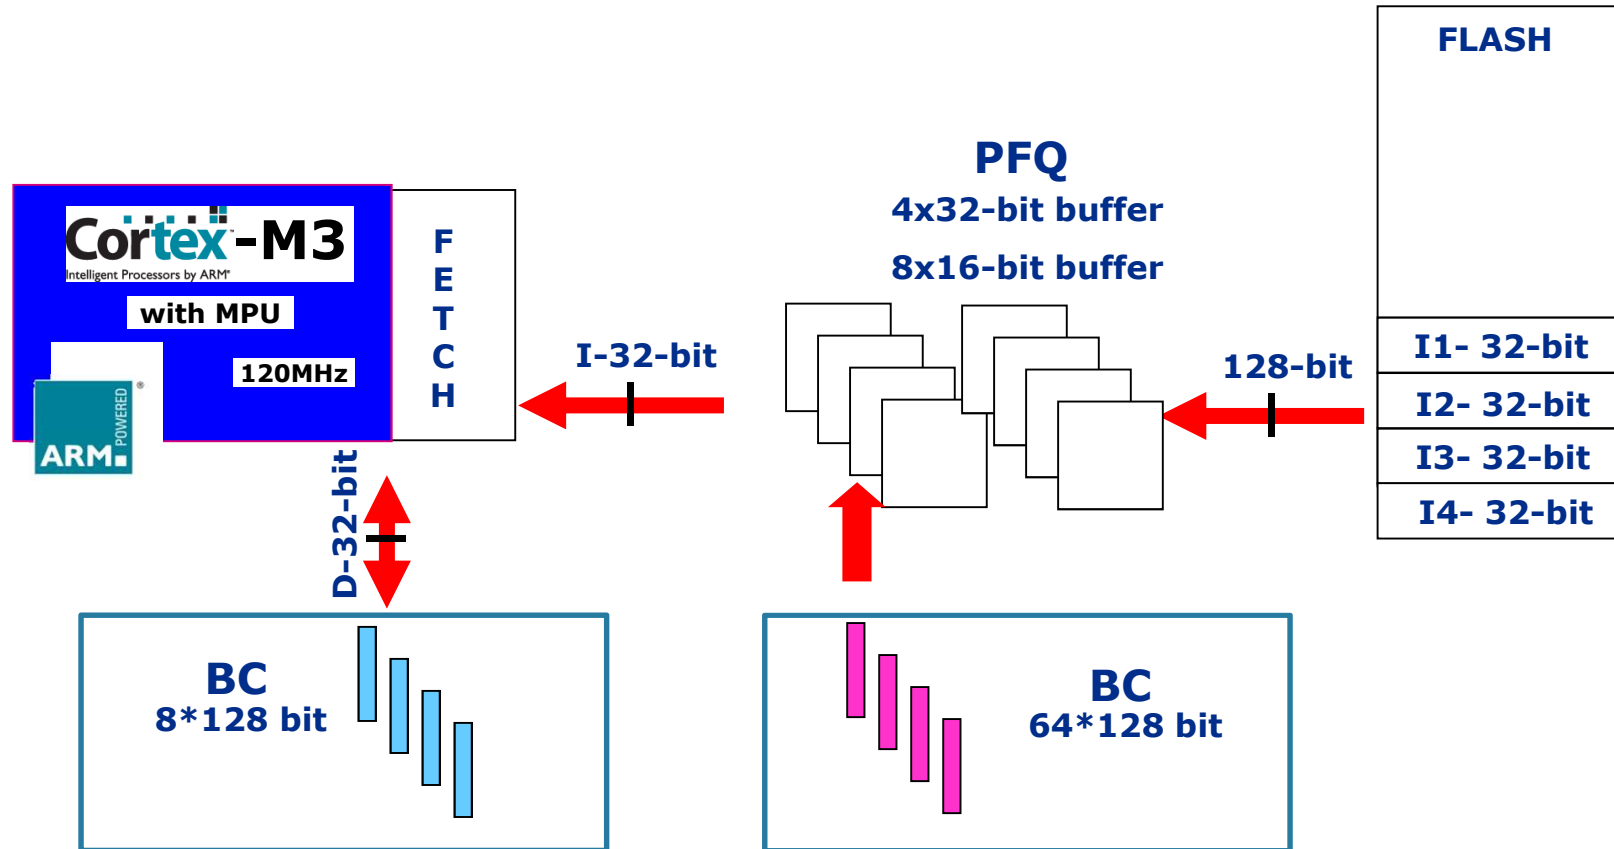 FLASH
PFQ
4x32-bit buffer
8x16-bit buffer
Cortex™-M3
Intelligent Processors by ARM®
with MPU
120MHz
ARM POWERED®
F
E
T
C
H
I-32-bit
128-bit
I1- 32-bit
I2- 32-bit
I3- 32-bit
I4- 32-bit
D-32-bit
BC
8*128 bit
BC
64*128 bit